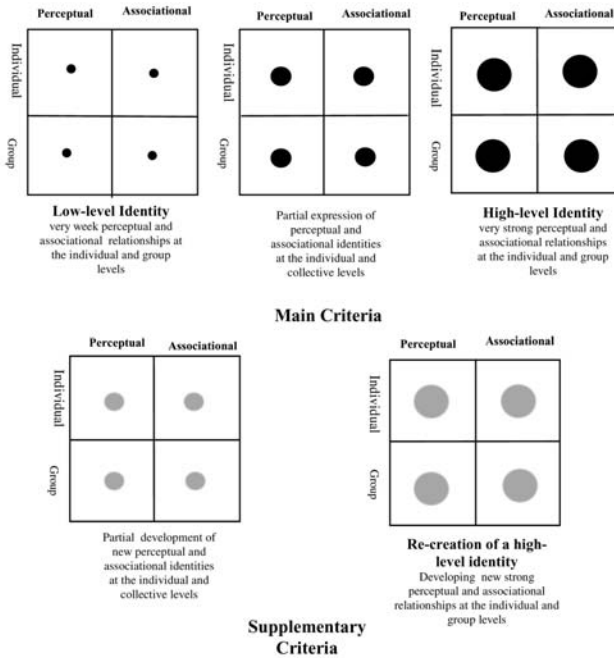 Perceptual Associational
Individual
Group
Low-level Identity
very week perceptual and
associational relationships at
the individual and group
levels
Perceptual Associational
Individual
Group
Partial expression of
perceptual and
associational identities
at the individual and
collective levels
Perceptual Associational
Individual
Group
High-level Identity
very strong perceptual and
associational relationships
at the individual and group
levels
Main Criteria
Perceptual Associational
Individual
Group
Partial development of
new perceptual and
associational identities
at the individual and
collective levels
Perceptual Associational
Individual
Group
Re-creation of a high-
level identity
Developing new strong
perceptual and associational
relationships at the individual and
group levels
Supplementary
Criteria